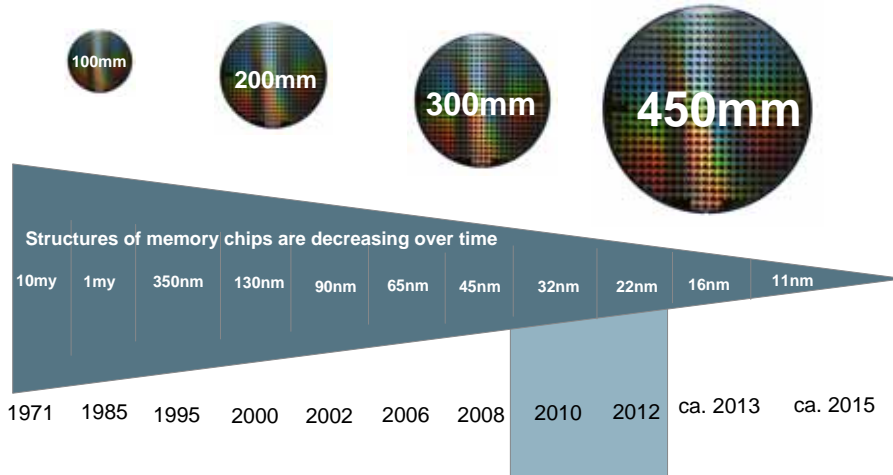 100mm
200mm
300mm
450mm
Structures of memory chips are decreasing over time
10my 1my 350nm 130nm 90nm 65nm 45nm 32nm 22nm 16nm 11nm
1971 1985 1995 2000 2002 2006 2008 2010 2012 ca. 2013 ca. 2015